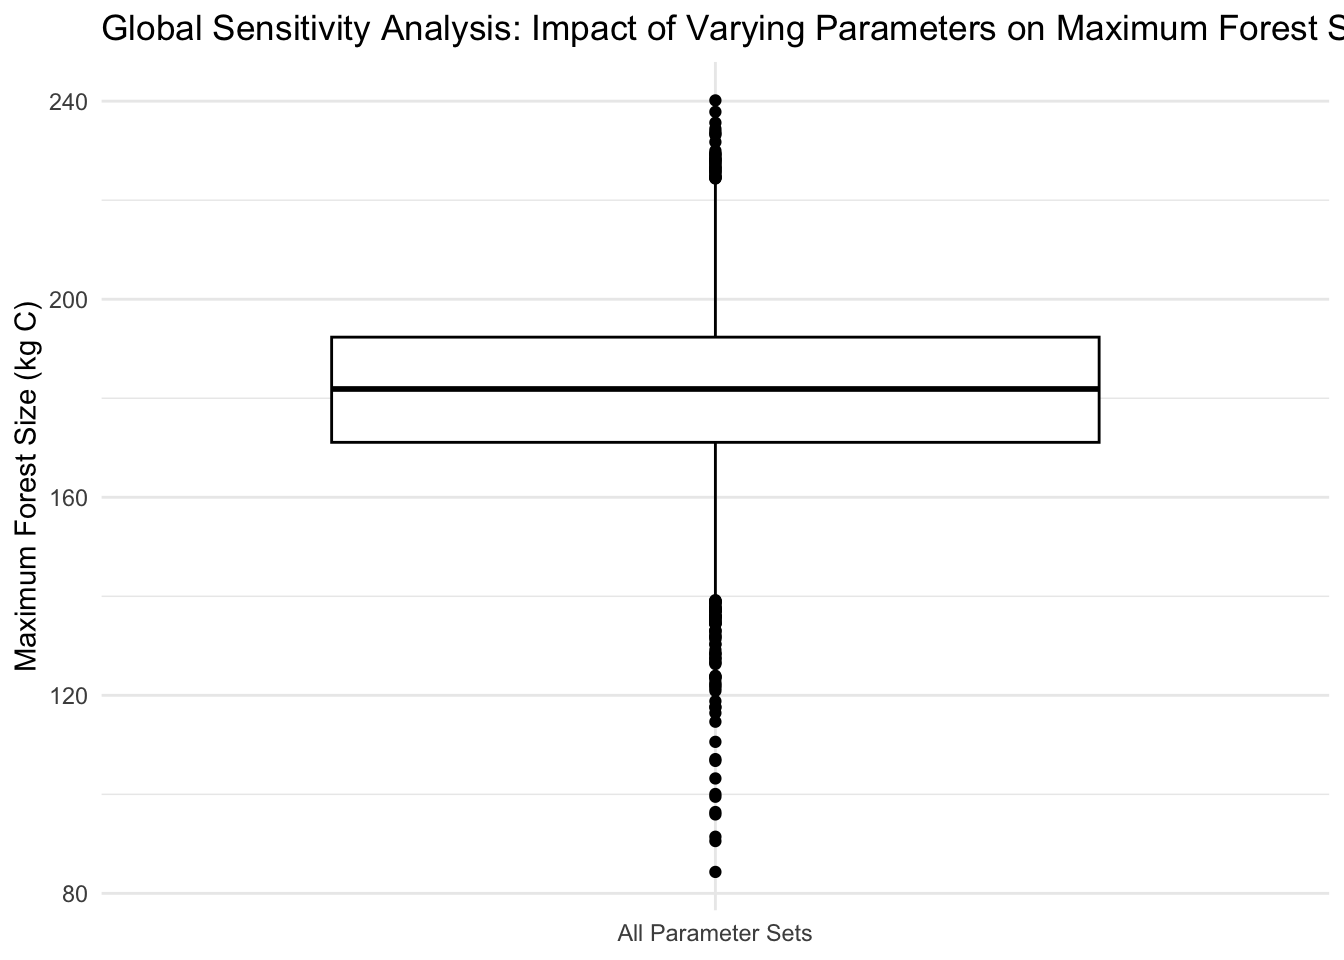 Global Sensitivity Analysis: Impact of Varying Parameters on Maximum Forest S
Maximum Forest Size (kg C)
240
200
160
120
80
All Parameter Sets